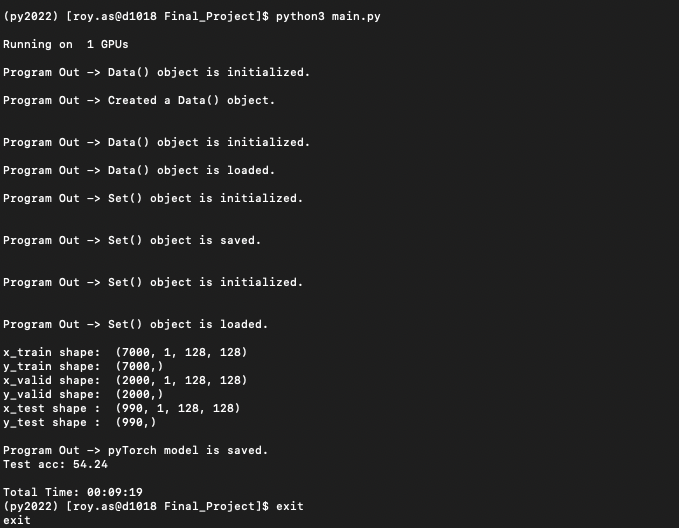 (py2022) [roy.as@d1018 Final_Project]$ python3 main.py
Running on  1 GPUs
Program Out -> Data() object is initialized.
Program Out -> Created a Data() object.
Program Out -> Data() object is initialized.
Program Out -> Data() object is loaded.
Program Out -> Set() object is initialized.
Program Out -> Set() object is saved.
Program Out -> Set() object is initialized.
Program Out -> Set() object is loaded.
x_train shape:  (7000, 1, 128, 128)
y_train shape:  (7000,)
x_valid shape:  (2000, 1, 128, 128)
y_valid shape:  (2000,)
x_test shape :  (990, 1, 128, 128)
y_test shape :  (990,)
Program Out -> pyTorch model is saved.
Test acc: 54.24
Total Time: 00:09:19
(py2022) [roy.as@d1018 Final_Project]$ exit
exit